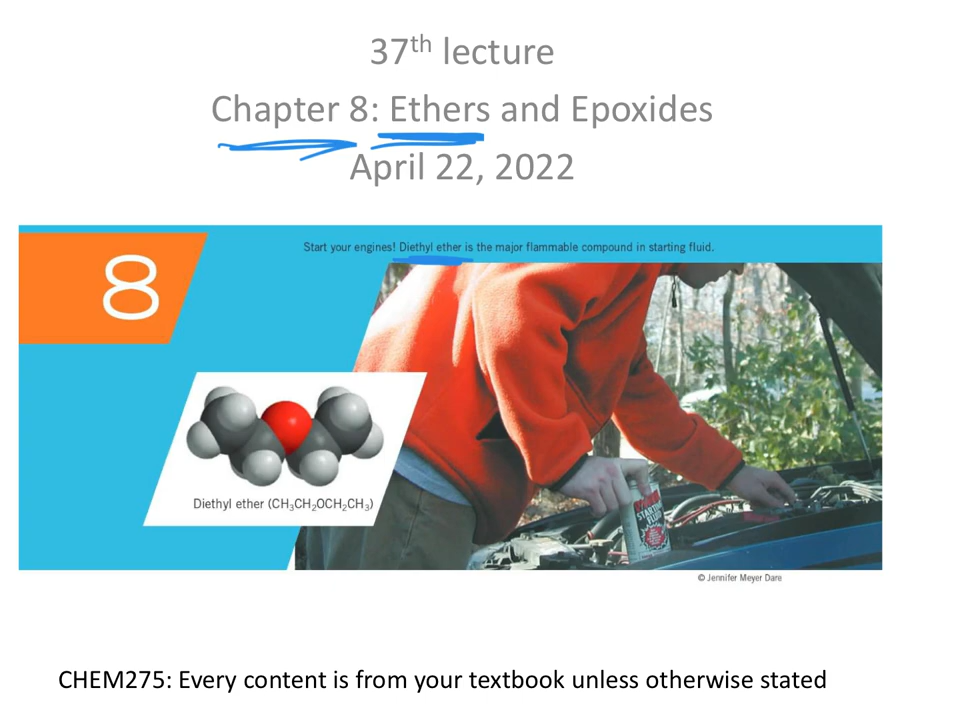 37th lecture
Chapter 8: Ethers and Epoxides
April 22, 2022
Start your engines! Diethyl ether is the major flammable compound in starting fluid.
8
Diethyl ether (CH₃CH₂OCH₂CH₃)
STARTING
FLUID
© Jennifer Meyer Dare
CHEM275: Every content is from your textbook unless otherwise stated